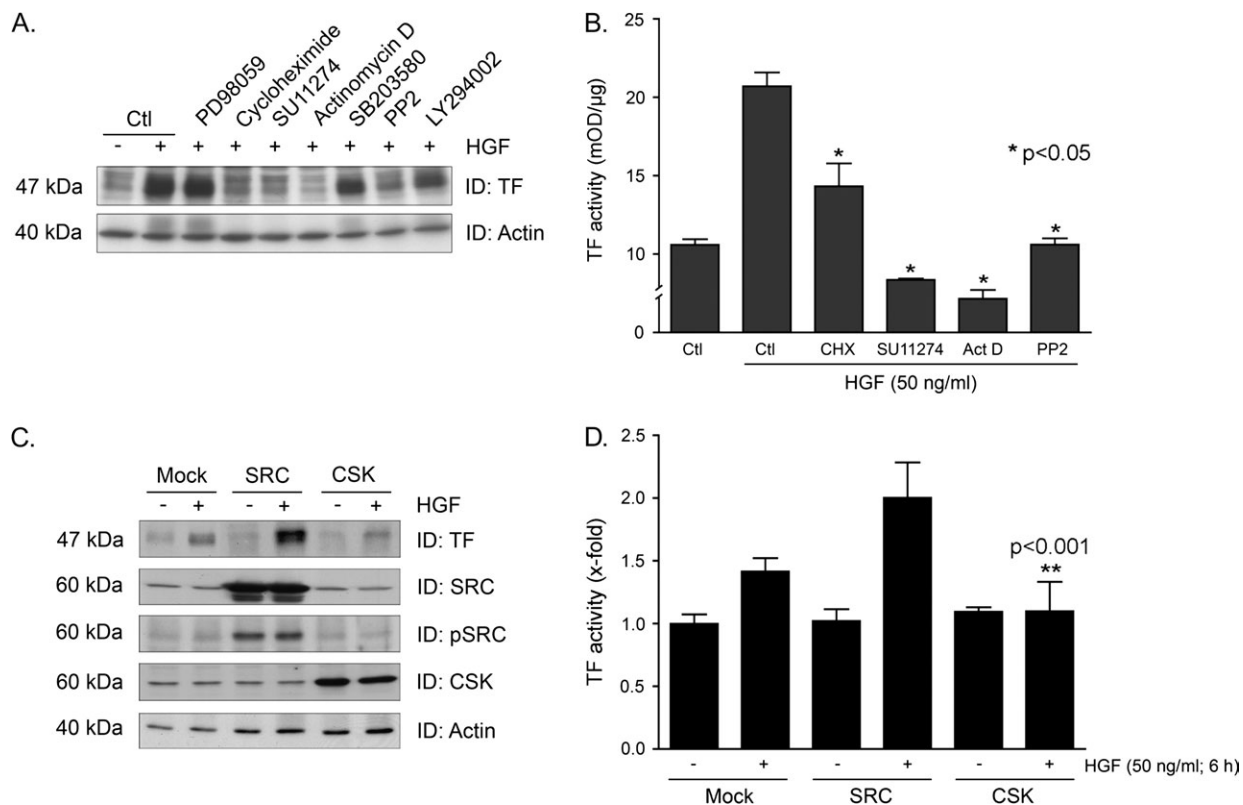 A.
Ctl
PD98059
Cycloheximide
SU11274
Actinomycin D
SB203580
PP2
LY294002
- + + + + + + + + HGF
47 kDa ID: TF
40 kDa ID: Actin
B.
TF activity (mOD/µg)
25
20
15
10
0
* * * *
* p<0.05
Ctl Ctl CHX SU11274 Act D PP2
HGF (50 ng/ml)
C.
Mock SRC CSK
- + - + - + HGF
47 kDa ID: TF
60 kDa ID: SRC
60 kDa ID: pSRC
60 kDa ID: CSK
40 kDa ID: Actin
D.
TF activity (x-fold)
2.5
2.0
1.5
1.0
0.5
0.0
p<0.001
**
- + - + - + HGF (50 ng/ml; 6 h)
Mock SRC CSK